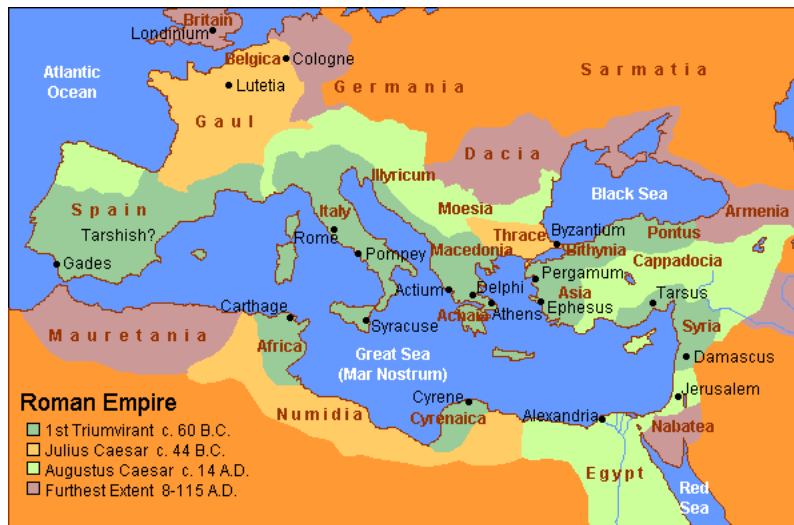 Britain
Londinium
Belgica
Cologne
Atlantic
Ocean
Lutetia
Germania
Sarmatia
Gaul
Dacia
Illyricum
Black Sea
Spain
Tarshish?
Gades
Italy
Rome
Pompey
Moesia
Thrace
Byzantium
Armenia
Macedonia
Bithynia
Pontus
Cappadocia
Pergamum
Actium
Delphi
Asia
Tarsus
Achaia
Athens
Ephesus
Carthage
Syracuse
Mauretania
Africa
Syria
Great Sea
(Mar Nostrum)
Damascus
Jerusalem
Cyrene
Cyrenaica
Alexandria
Numidia
Nabatea
Egypt
Red
Sea
Roman Empire
1st Triumvirant c. 60 B.C.
Julius Caesar c. 44 B.C.
Augustus Caesar c. 14 A.D.
Furthest Extent 8-115 A.D.